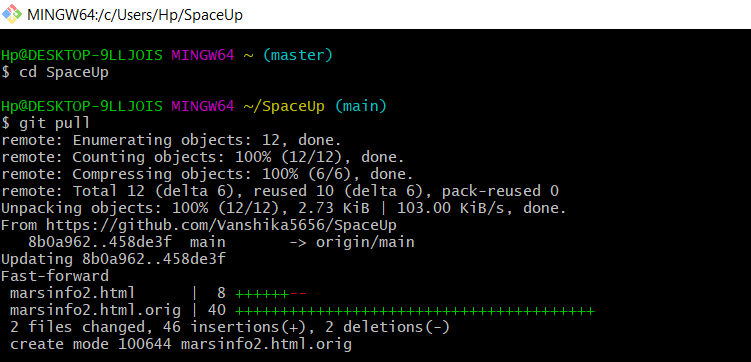 MINGW64:/c/Users/Hp/SpaceUp
Hp@DESKTOP-9LLJOIS MINGW64 ~ (master)
$ cd SpaceUp
Hp@DESKTOP-9LLJOIS MINGW64 ~/SpaceUp (main)
$ git pull
remote: Enumerating objects: 12, done.
remote: Counting objects: 100% (12/12), done.
remote: Compressing objects: 100% (6/6), done.
remote: Total 12 (delta 6), reused 10 (delta 6), pack-reused 0
Unpacking objects: 100% (12/12), 2.73 KiB | 103.00 KiB/s, done.
From https://github.com/Vanshika5656/SpaceUp
   8b0a962..458de3f  main       -> origin/main
Updating 8b0a962..458de3f
Fast-forward
 marsinfo2.html      |  8 ++++++--
 marsinfo2.html.orig | 40 ++++++++++++++++++++++++++++++++++++++++
 2 files changed, 46 insertions(+), 2 deletions(-)
 create mode 100644 marsinfo2.html.orig